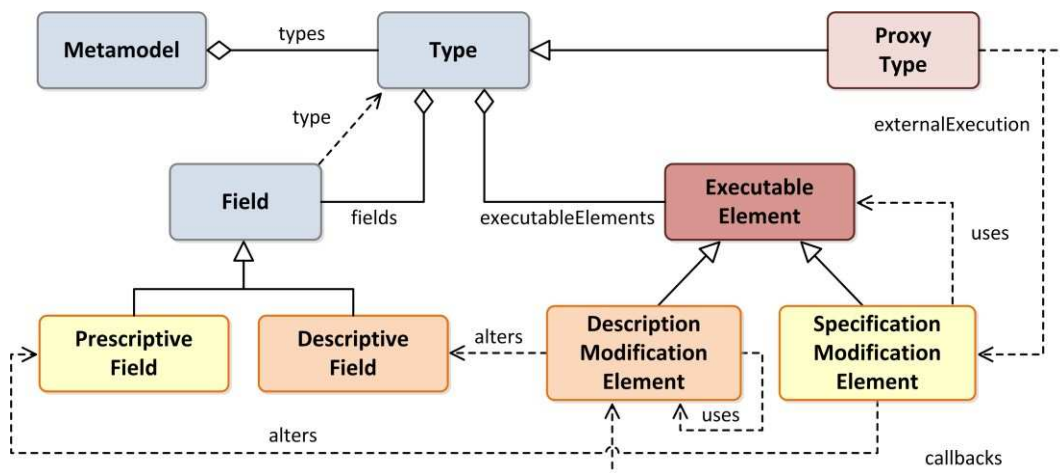 Metamodel
types
Type
Proxy
Type
type
externalExecution
Field
fields
executableElements
Executable
Element
uses
Prescriptive
Field
Descriptive
Field
alters
Description
Modification
Element
Specification
Modification
Element
uses
alters
callbacks